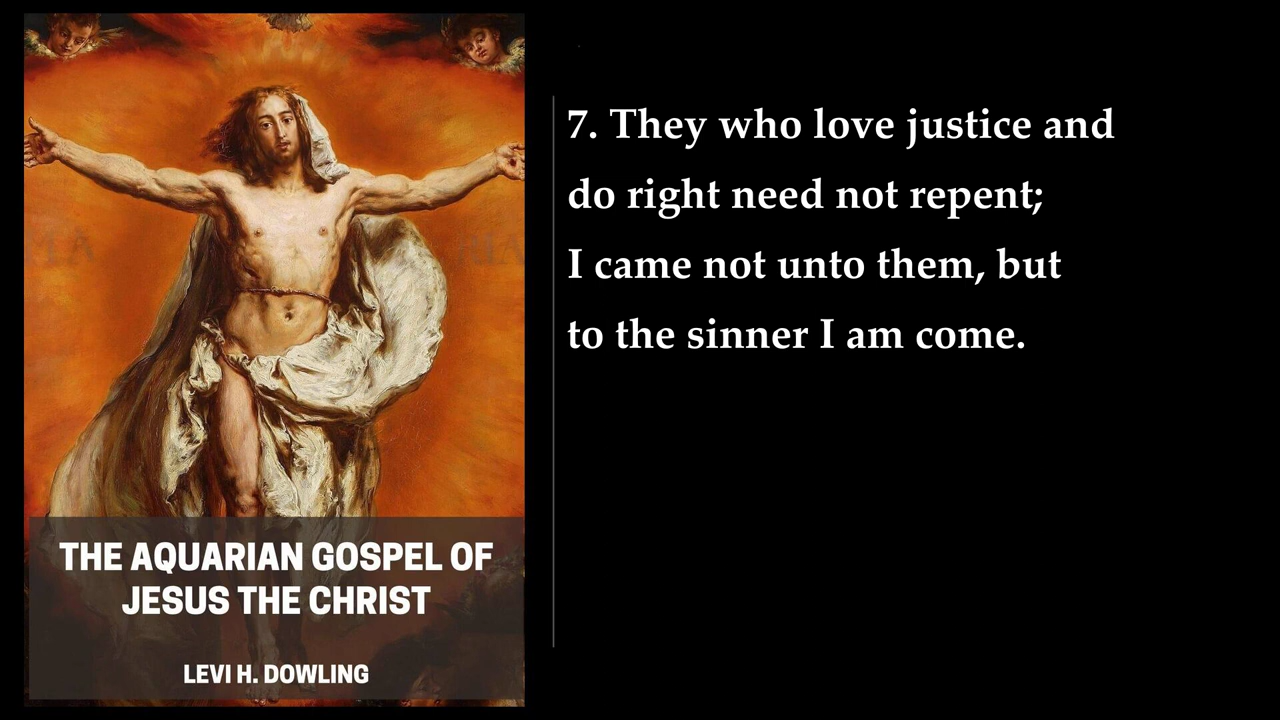 THE AQUARIAN GOSPEL OF
JESUS THE CHRIST
LEVI H. DOWLING
7. They who love justice and
do right need not repent;
I came not unto them, but
to the sinner I am come.